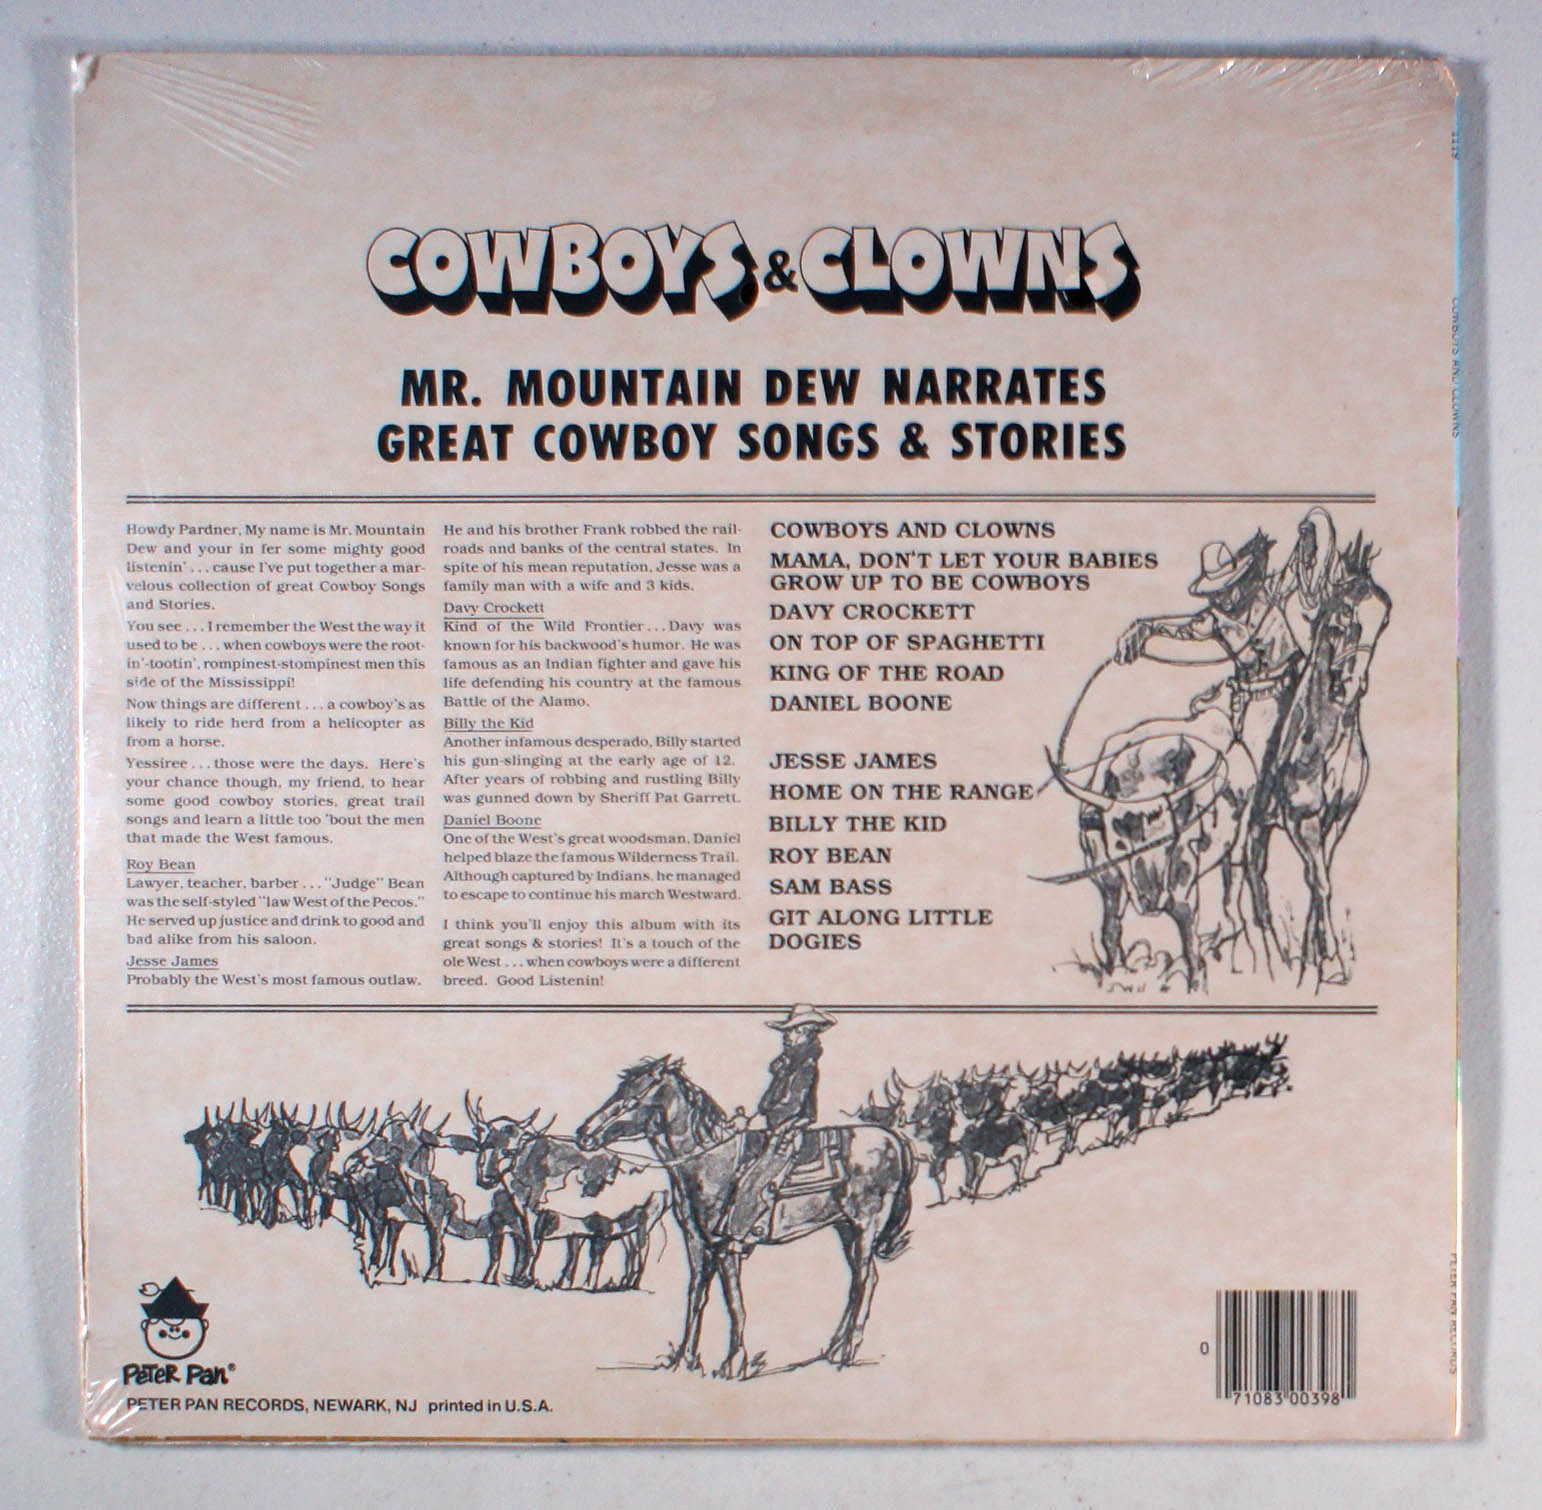 COWBOYS & CLOWNS
MR. MOUNTAIN DEW NARRATES
GREAT COWBOY SONGS & STORIES
Howdy Pardner, My name is Mr. Mountain
Dew and your in fer some mighty good
listenin' . . . cause I've put together a mar-
velous collection of great Cowboy Songs
and Stories.
You see . . . I remember the West the way it
used to be . . . when cowboys were the root-
in'-tootin', rompinest-stompinest men this
side of the Mississippi!
Now things are different . . . a cowboy's as
likely to ride herd from a helicopter as
from a horse.
Yessiree . . . those were the days. Here's
your chance though, my friend, to hear
some good cowboy stories, great trail
songs and learn a little too 'bout the men
that made the West famous.
Roy Bean
Lawyer, teacher, barber . . . "Judge" Bean
was the self-styled "law West of the Pecos."
He served up justice and drink to good and
bad alike from his saloon.
Jesse James
Probably the West's most famous outlaw.
He and his brother Frank robbed the rail-
roads and banks of the central states. In
spite of his mean reputation, Jesse was a
family man with a wife and 3 kids.
Davy Crockett
Kind of the Wild Frontier . . . Davy was
known for his backwood's humor. He was
famous as an Indian fighter and gave his
life defending his country at the famous
Battle of the Alamo.
Billy the Kid
Another infamous desperado, Billy started
his gun-slinging at the early age of 12.
After years of robbing and rustling Billy
was gunned down by Sheriff Pat Garrett.
Daniel Boone
One of the West's great woodsman, Daniel
helped blaze the famous Wilderness Trail.
Although captured by Indians, he managed
to escape to continue his march Westward.
I think you'll enjoy this album with its
great songs & stories! It's a touch of the
ole West . . . when cowboys were a different
breed. Good Listenin!
COWBOYS AND CLOWNS
MAMA, DON'T LET YOUR BABIES
GROW UP TO BE COWBOYS
DAVY CROCKETT
ON TOP OF SPAGHETTI
KING OF THE ROAD
DANIEL BOONE
JESSE JAMES
HOME ON THE RANGE
BILLY THE KID
ROY BEAN
SAM BASS
GIT ALONG LITTLE
DOGIES
PETER PAN®
PETER PAN RECORDS, NEWARK, NJ printed in U.S.A.
0 71083 00398
COWBOYS AND CLOWNS
PETER PAN RECORDS